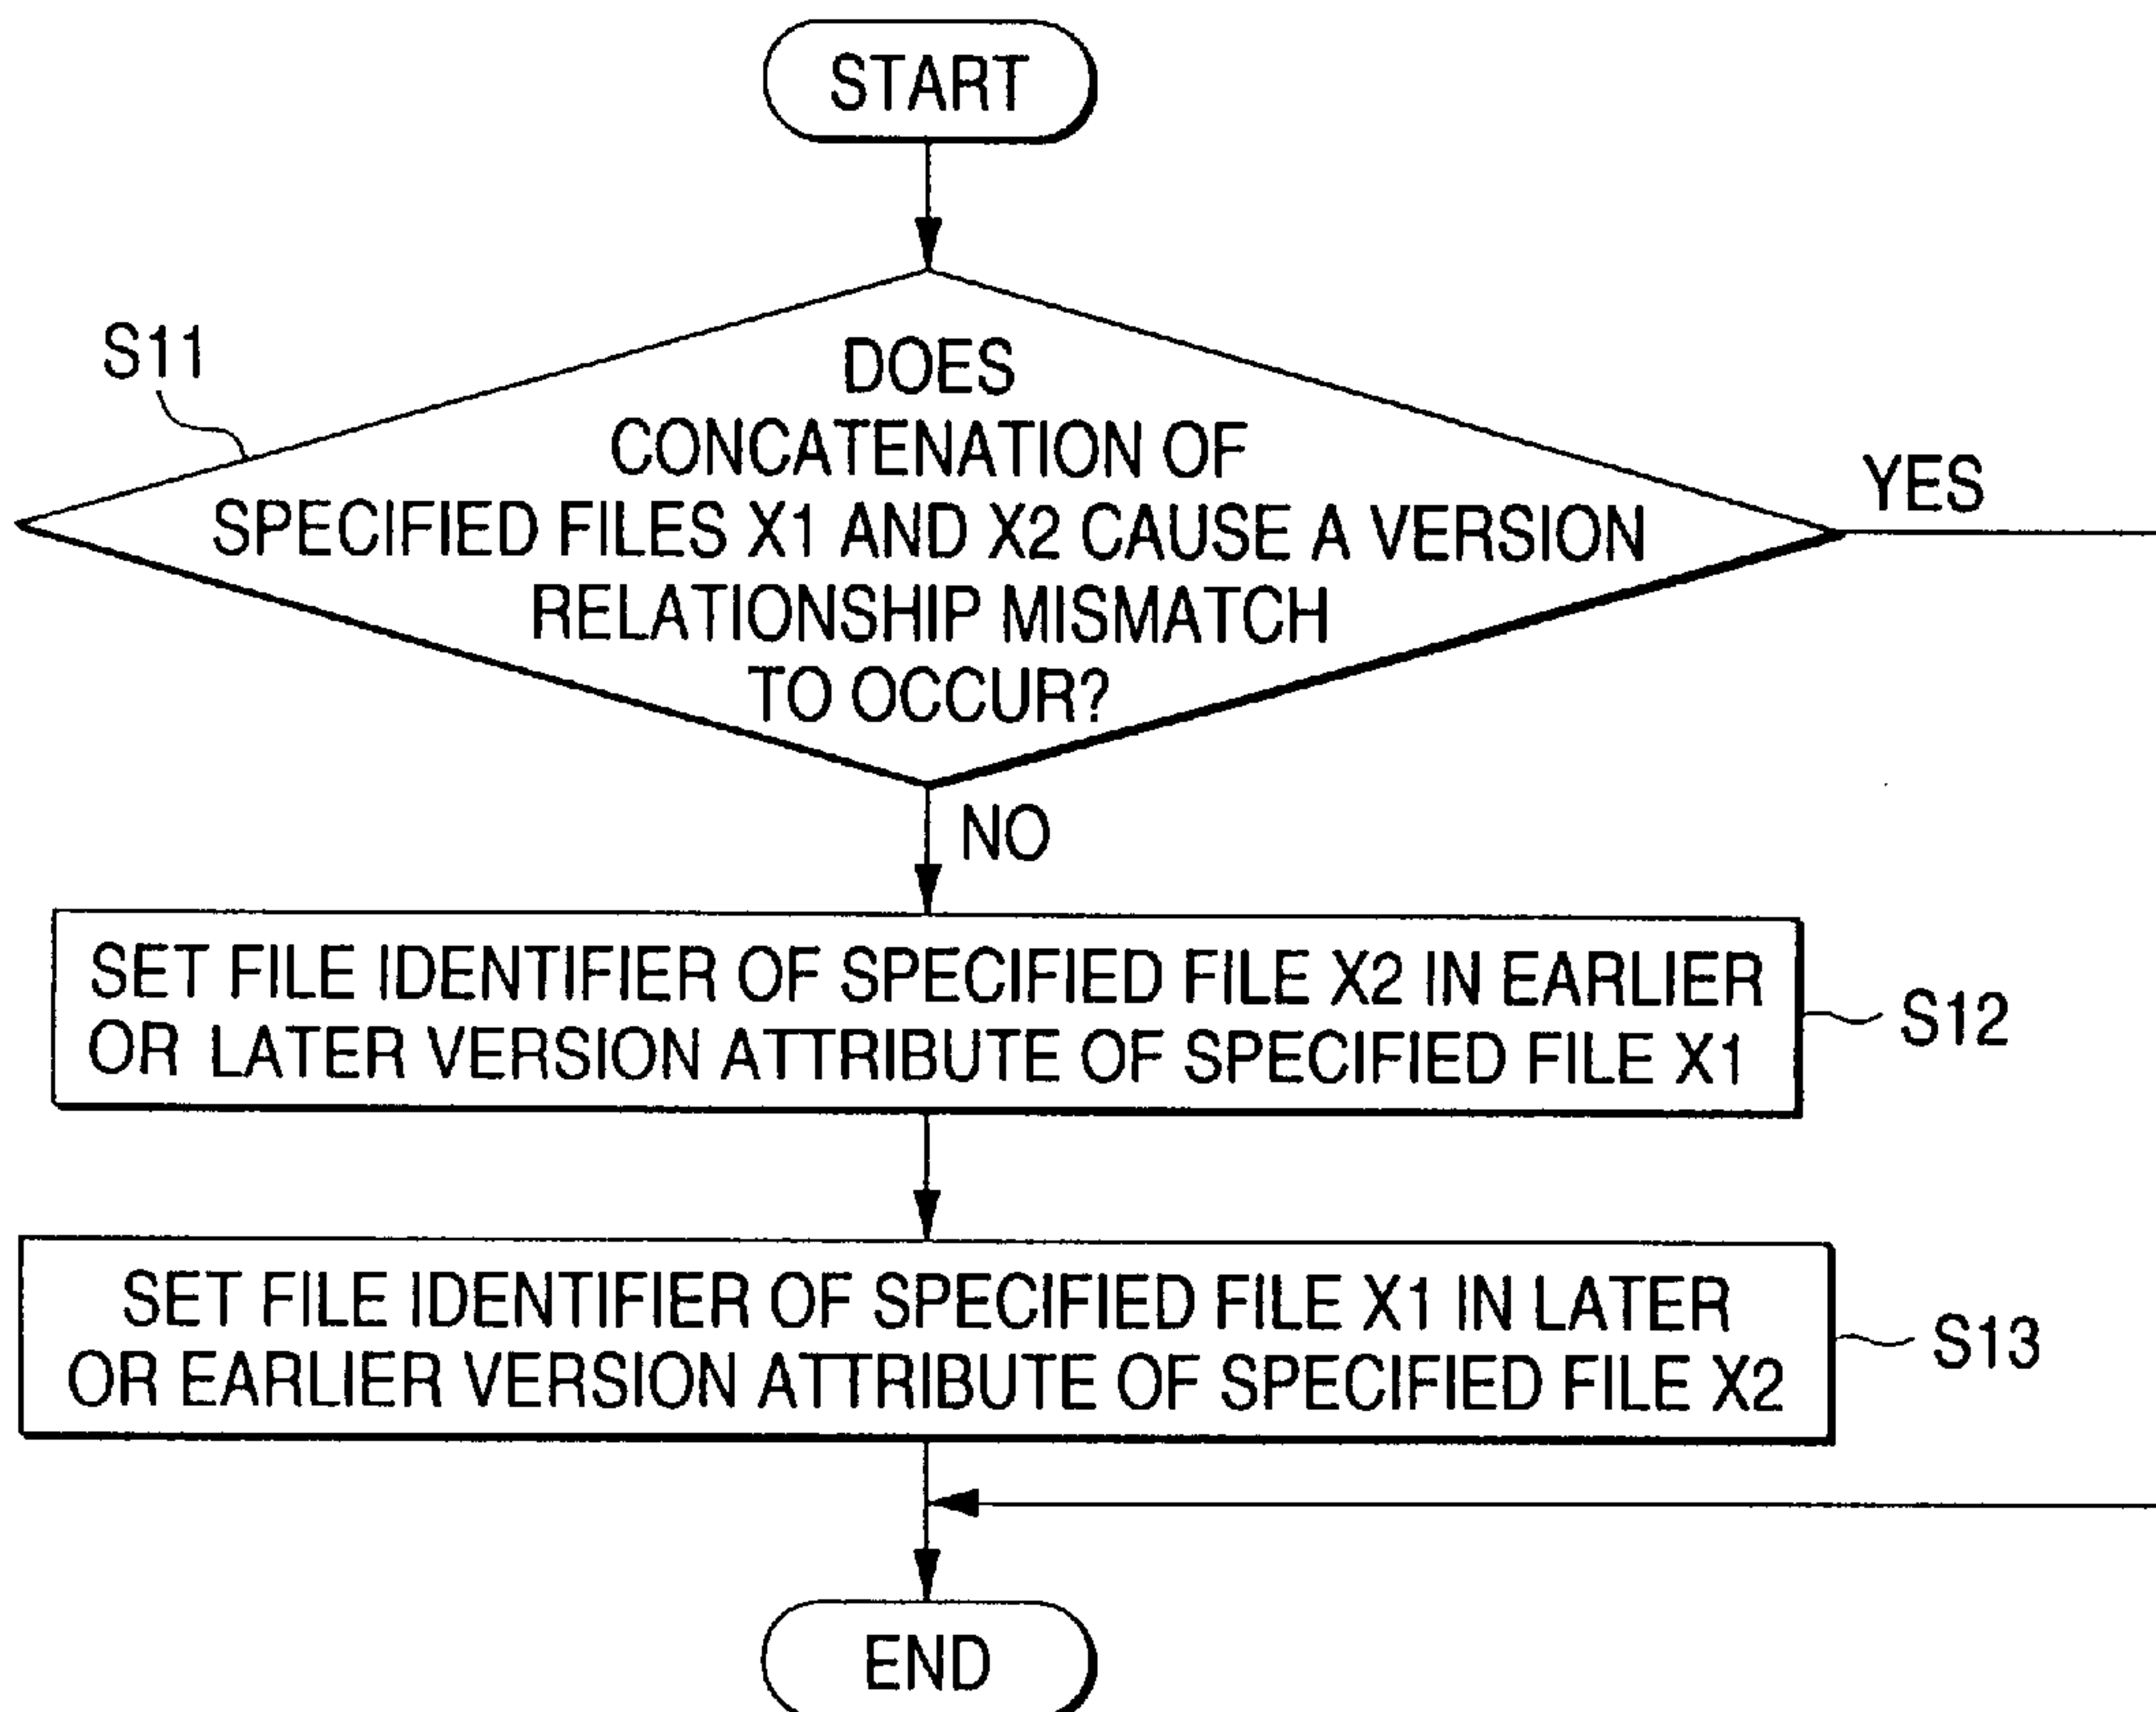 START
S11
DOES
CONCATENATION OF
SPECIFIED FILES X1 AND X2 CAUSE A VERSION
RELATIONSHIP MISMATCH
TO OCCUR?
YES
NO
SET FILE IDENTIFIER OF SPECIFIED FILE X2 IN EARLIER
OR LATER VERSION ATTRIBUTE OF SPECIFIED FILE X1
S12
SET FILE IDENTIFIER OF SPECIFIED FILE X1 IN LATER
OR EARLIER VERSION ATTRIBUTE OF SPECIFIED FILE X2
S13
END